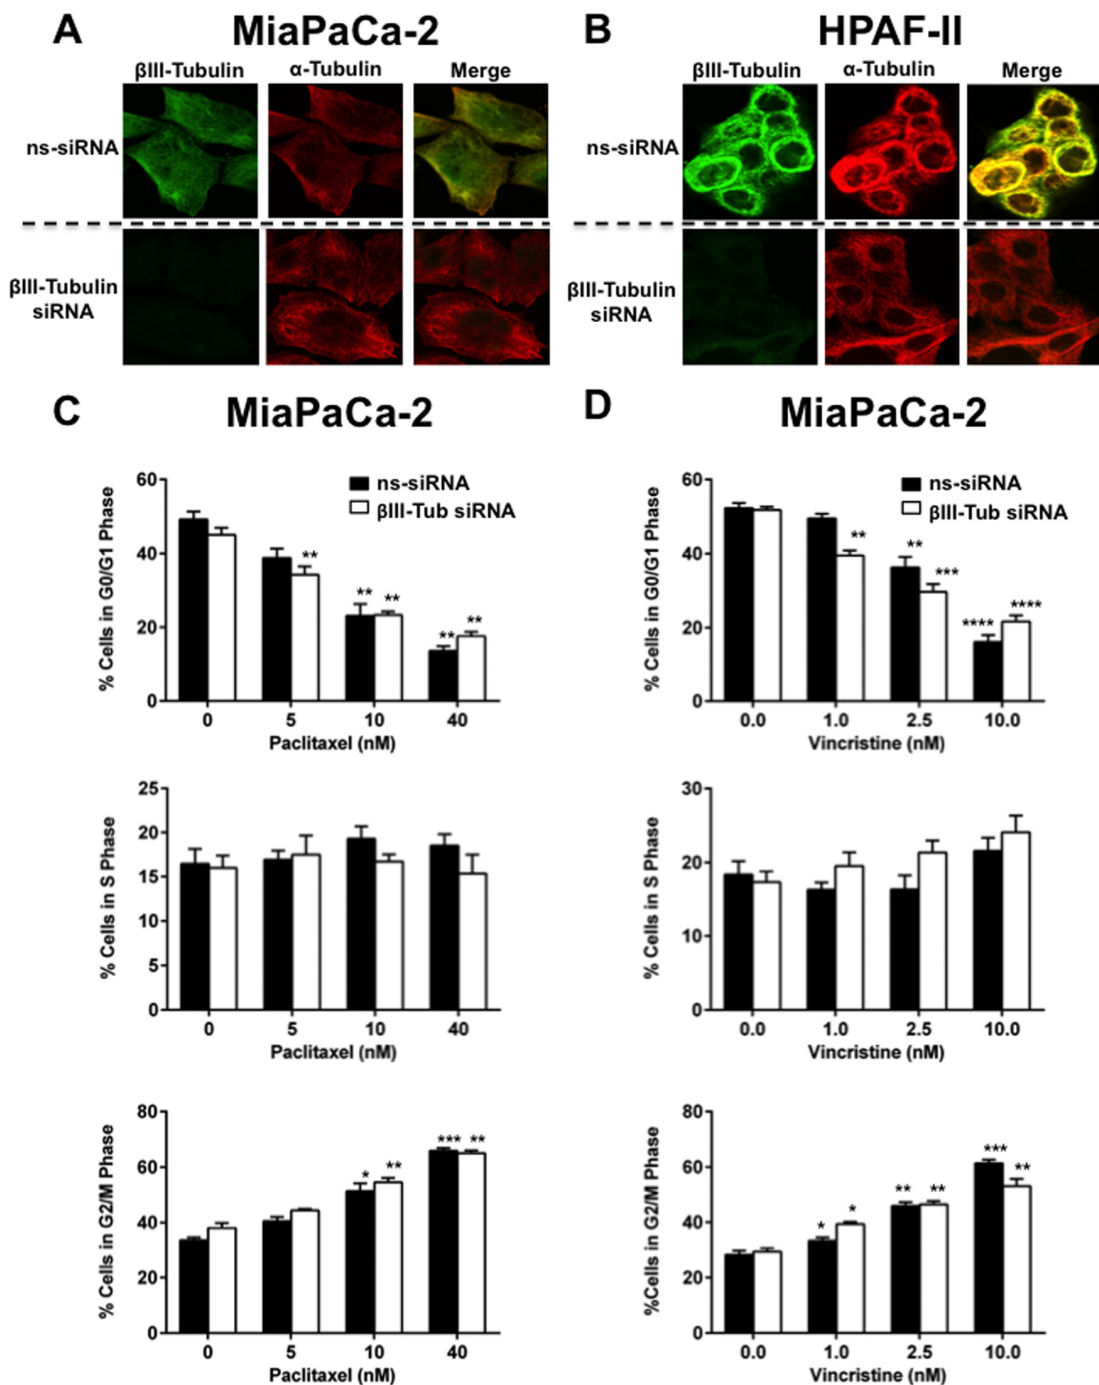 A MiaPaCa-2
βIII-Tubulin α-Tubulin Merge
ns-siRNA
βIII-Tubulin
siRNA
B HPAF-II
βIII-Tubulin α-Tubulin Merge
ns-siRNA
βIII-Tubulin
siRNA
C MiaPaCa-2
ns-siRNA
βIII-Tub siRNA
% Cells in G0/G1 Phase
60
40
20
0
**
** **
** **
0 5 10 40
Paclitaxel (nM)
% Cells in S Phase
25
20
15
10
5
0
0 5 10 40
Paclitaxel (nM)
% Cells in G2/M Phase
80
60
40
20
0
* **
*** **
0 5 10 40
Paclitaxel (nM)
D MiaPaCa-2
ns-siRNA
βIII-Tub siRNA
% Cells in G0/G1 Phase
60
40
20
0
**
** ***
**** ****
0.0 1.0 2.5 10.0
Vincristine (nM)
% Cells in S Phase
30
20
10
0
0.0 1.0 2.5 10.0
Vincristine (nM)
%Cells in G2/M Phase
80
60
40
20
0
* *
** **
*** **
0.0 1.0 2.5 10.0
Vincristine (nM)